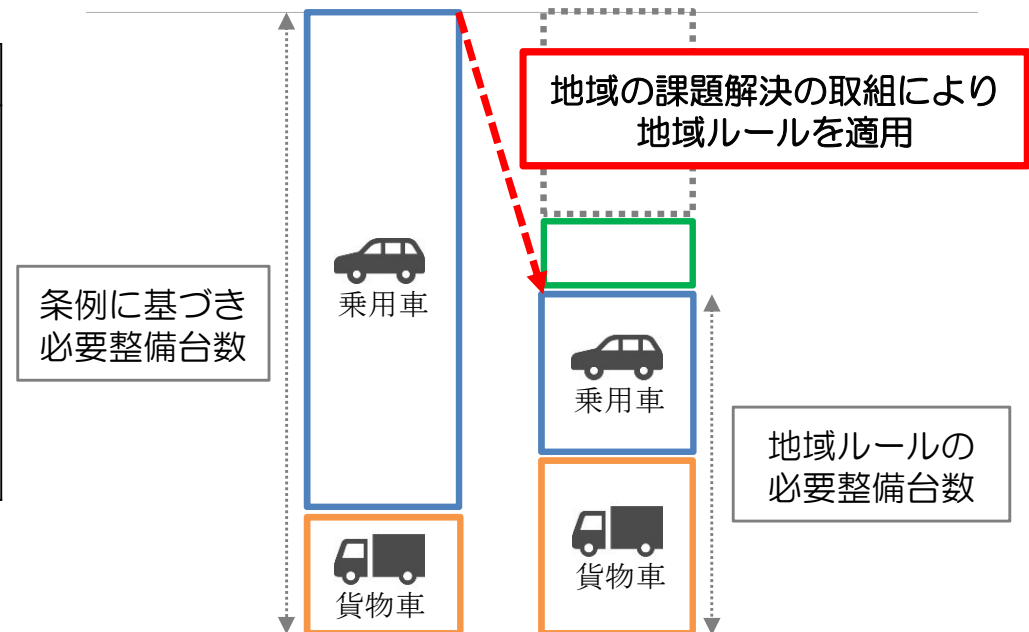 地域の課題解決の取組により
地域ルールを適用
条例に基づき
必要整備台数
乗用車
乗用車
地域ルールの
必要整備台数
貨物車
貨物車